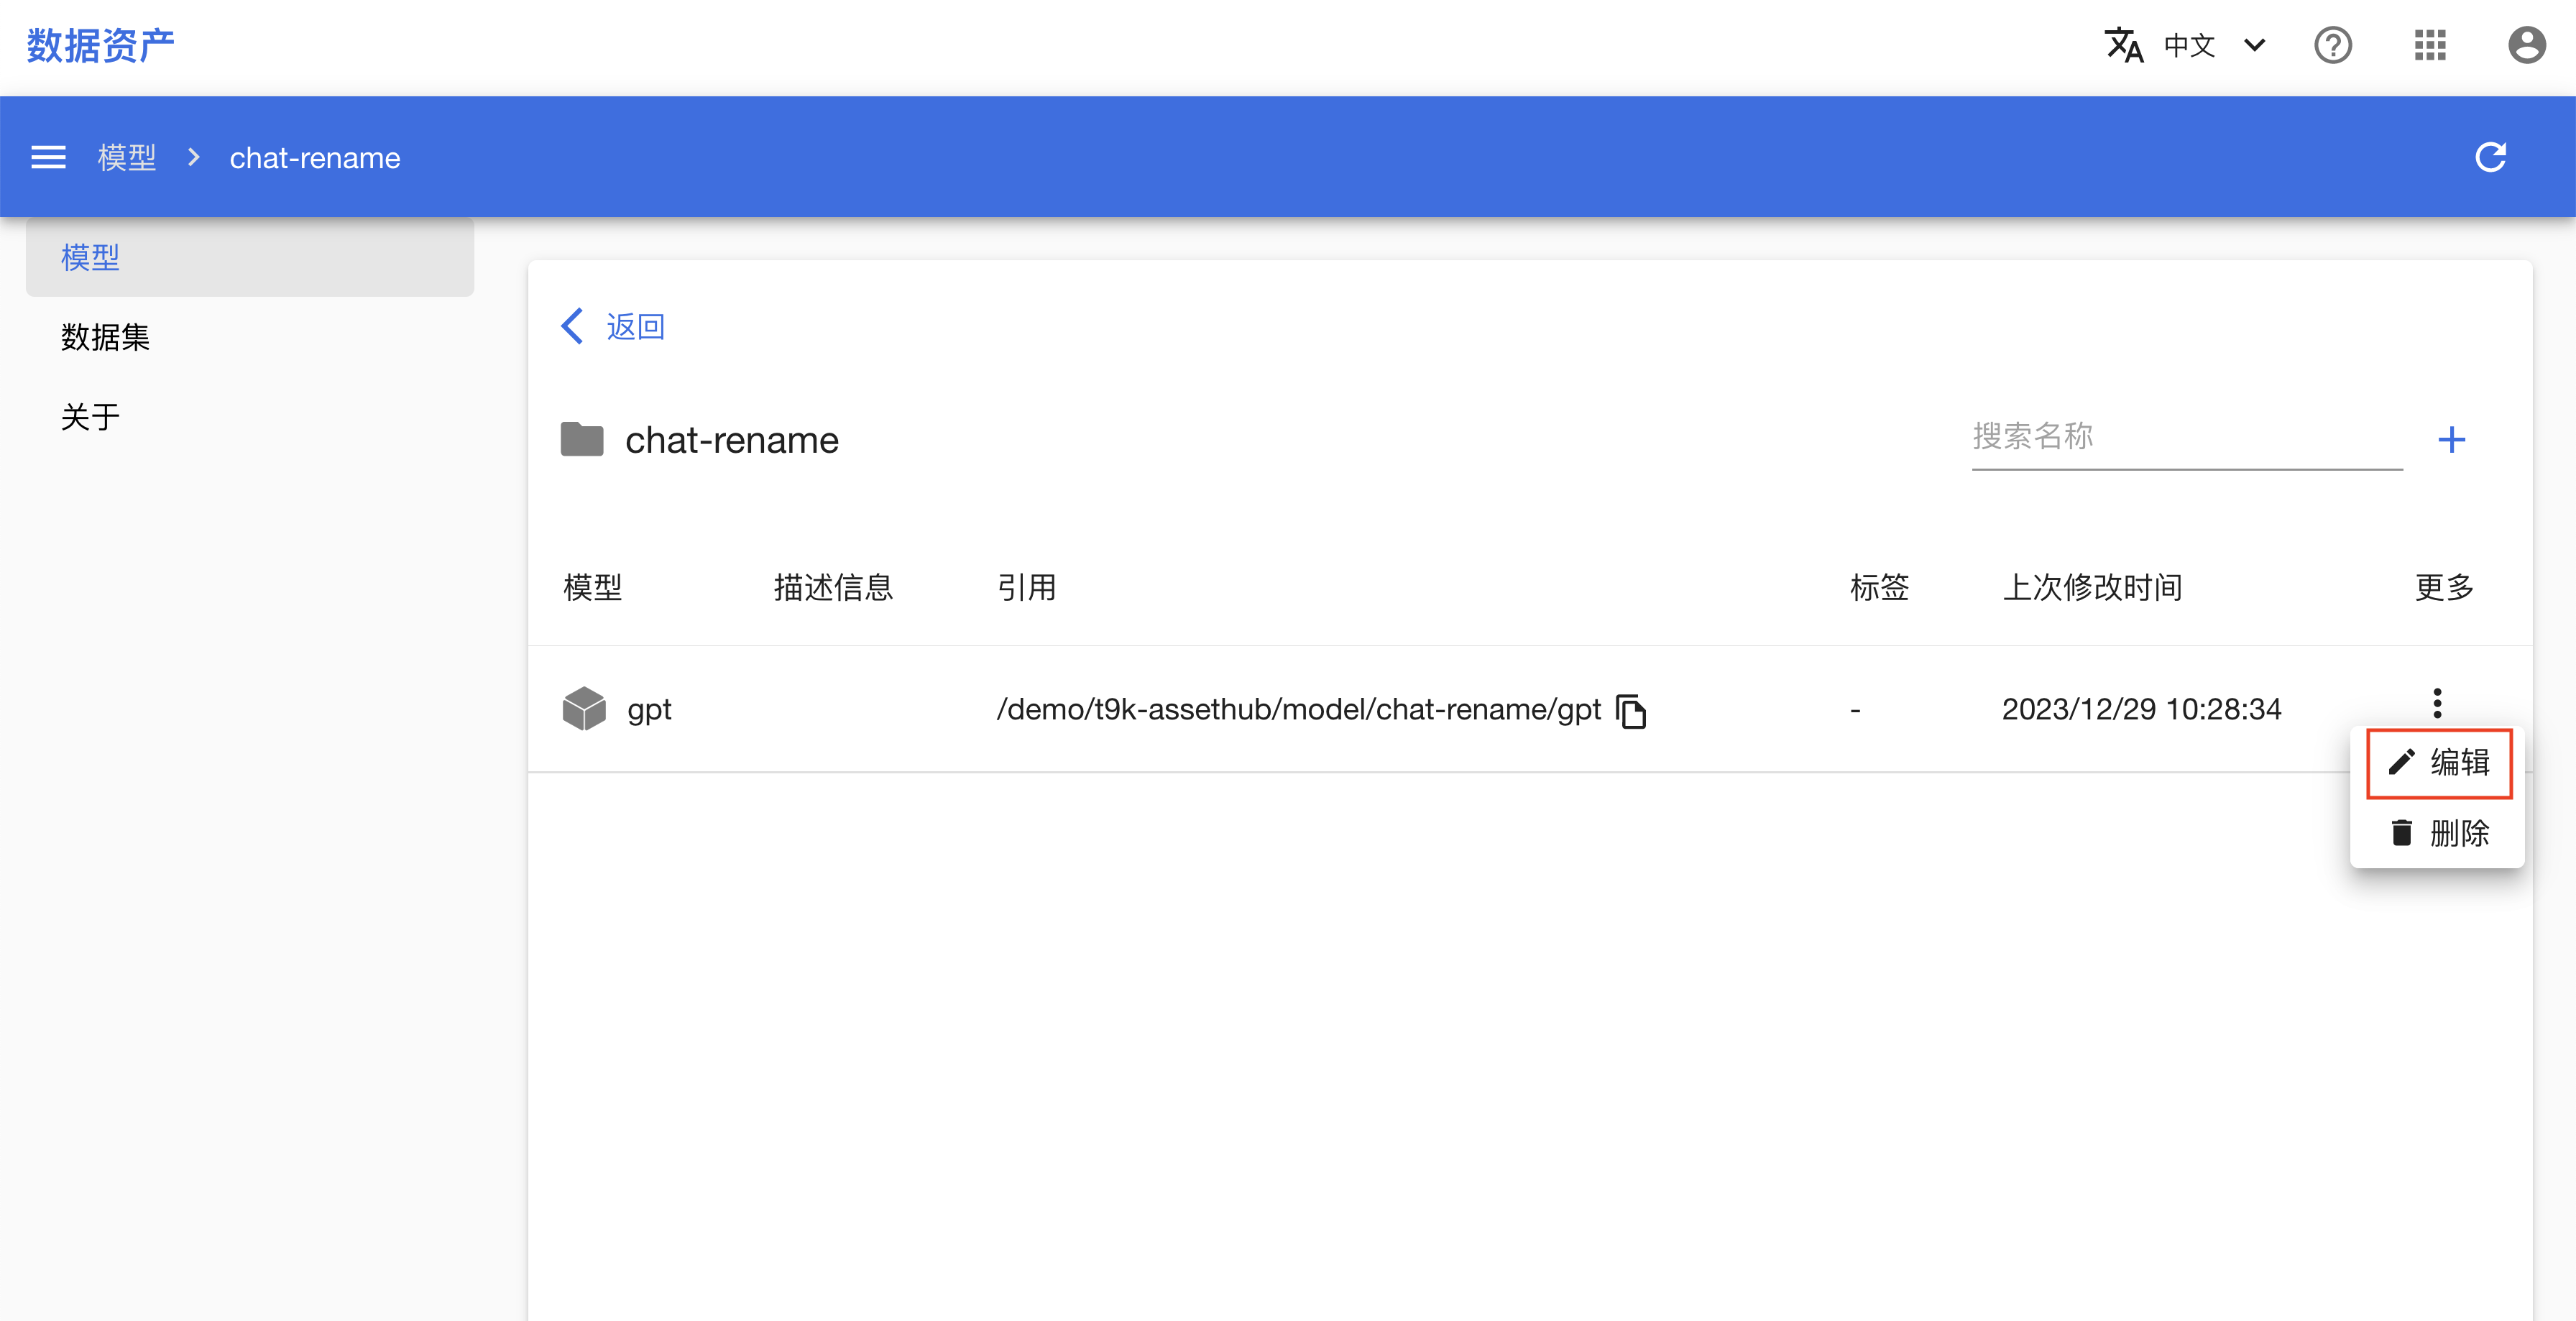 数据资产 中文
模型 chat-rename
模型
数据集
关于
返回
chat-rename 搜索名称
模型 描述信息 引用 标签 上次修改时间 更多
gpt /demo/t9k-assethub/model/chat-rename/gpt - 2023/12/29 10:28:34
编辑
删除